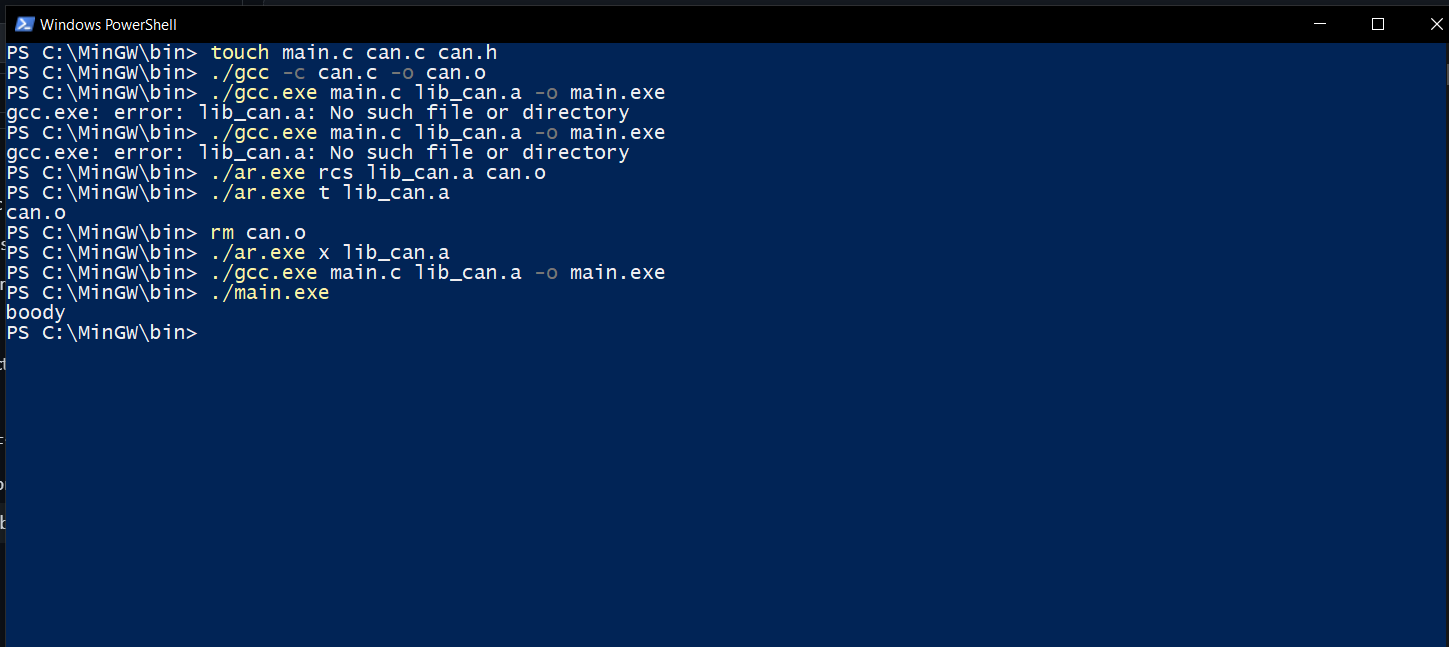 Windows PowerShell
PS C:\MinGW\bin> touch main.c can.c can.h
PS C:\MinGW\bin> ./gcc -c can.c -o can.o
PS C:\MinGW\bin> ./gcc.exe main.c lib_can.a -o main.exe
gcc.exe: error: lib_can.a: No such file or directory
PS C:\MinGW\bin> ./gcc.exe main.c lib_can.a -o main.exe
gcc.exe: error: lib_can.a: No such file or directory
PS C:\MinGW\bin> ./ar.exe rcs lib_can.a can.o
PS C:\MinGW\bin> ./ar.exe t lib_can.a
can.o
PS C:\MinGW\bin> rm can.o
PS C:\MinGW\bin> ./ar.exe x lib_can.a
PS C:\MinGW\bin> ./gcc.exe main.c lib_can.a -o main.exe
PS C:\MinGW\bin> ./main.exe
boody
PS C:\MinGW\bin>